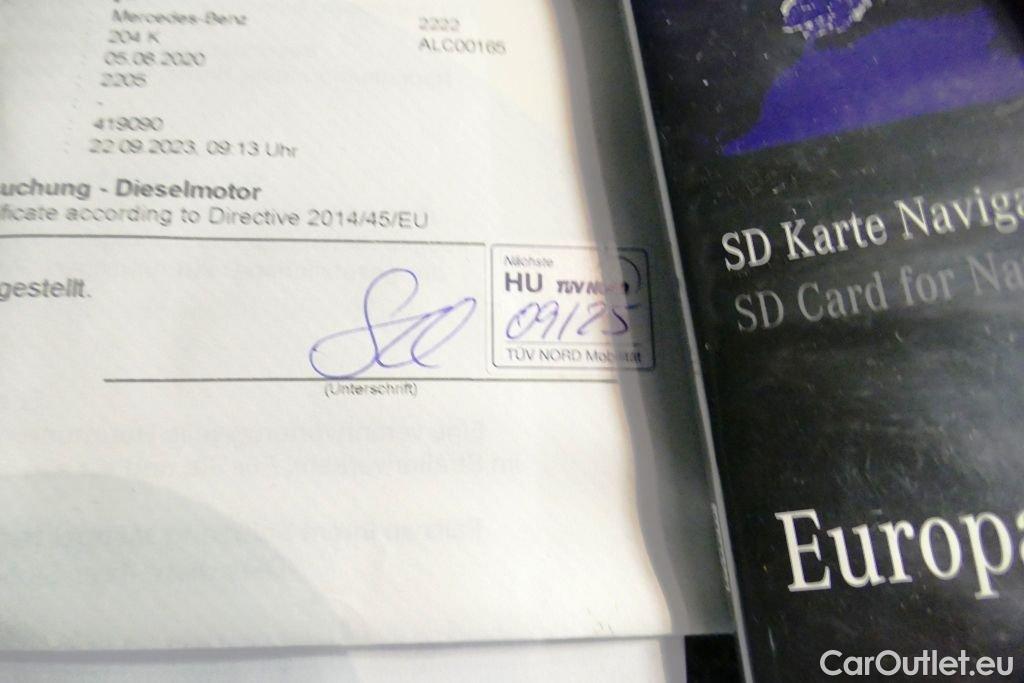 Mercedes-Benz 2222
204 K ALC00165
05.08.2020
2205
-
419090
22.09.2023, 09:13 Uhr
uchung - Dieselmotor
ificate according to Directive 2014/45/EU
gestellt.
Nächste
HU TÜV NORD
09/25
TÜV NORD Mobilität
(Unterschrift)
SD Karte Naviga
SD Card for Na
Europa
CarOutlet.eu